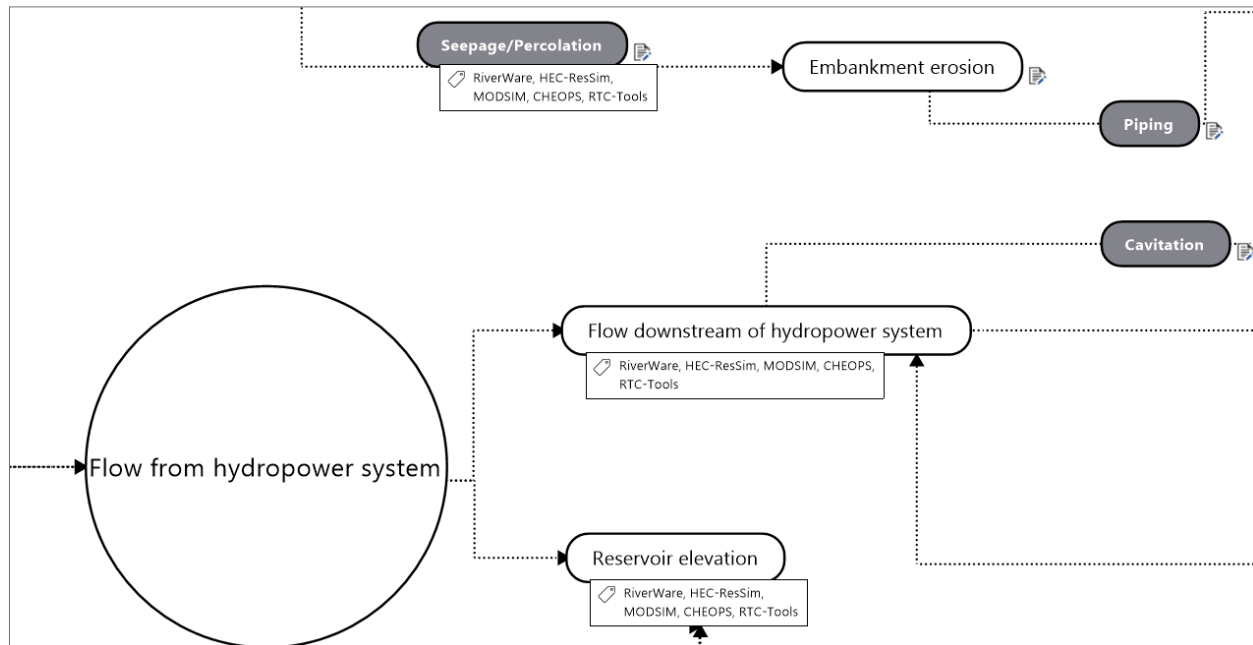 Seepage/Percolation
RiverWare, HEC-ResSim,
MODSIM, CHEOPS, RTC-Tools
Embankment erosion
Piping
Cavitation
Flow downstream of hydropower system
RiverWare, HEC-ResSim, MODSIM, CHEOPS,
RTC-Tools
Flow from hydropower system
Reservoir elevation
RiverWare, HEC-ResSim,
MODSIM, CHEOPS, RTC-Tools